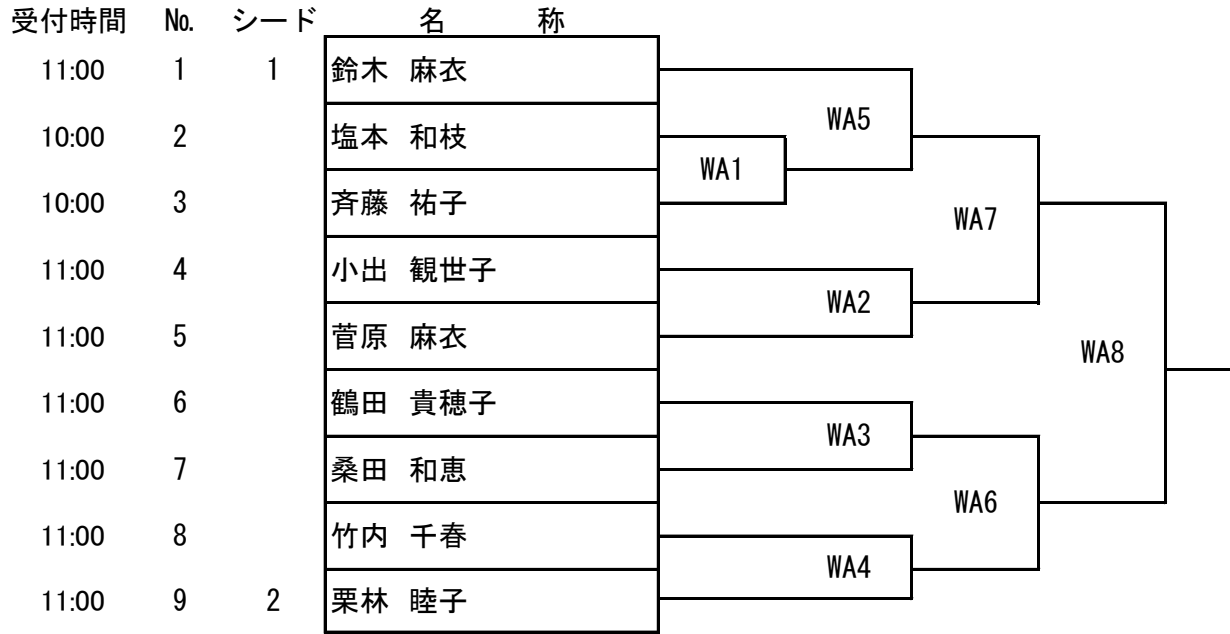 受付時間 No. シード 名 称
11:00 1 1 鈴木 麻衣
WA5
10:00 2 塩本 和枝
WA1
10:00 3 斉藤 祐子
WA7
11:00 4 小出 観世子
WA2
11:00 5 菅原 麻衣
WA8
11:00 6 鶴田 貴穂子
WA3
11:00 7 桑田 和恵
WA6
11:00 8 竹内 千春
WA4
11:00 9 2 栗林 睦子